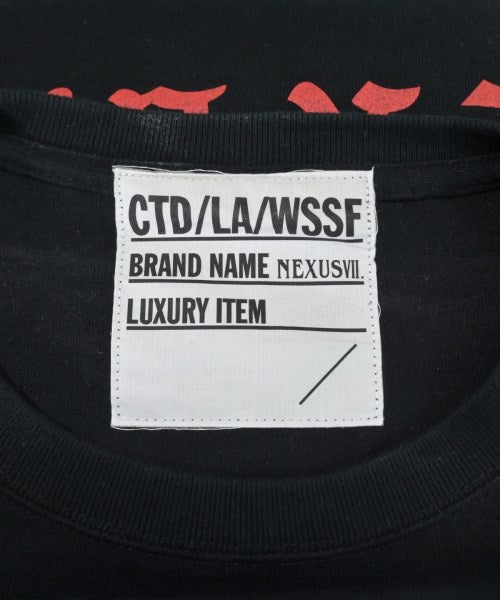 CTD/LA/WSSF
BRAND NAME NEXUSVII.
LUXURY ITEM
/